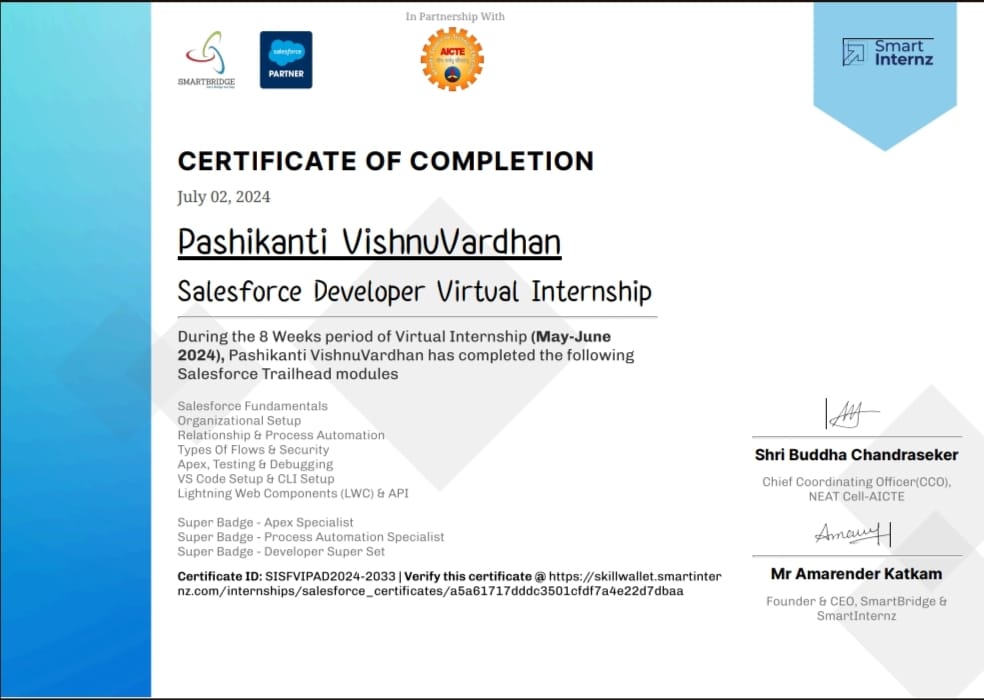 In Partnership With
SMARTBRIDGE
salesforce
PARTNER
AICTE
Smart
Internz
CERTIFICATE OF COMPLETION
July 02, 2024
Pashikanti VishnuVardhan
Salesforce Developer Virtual Internship
During the 8 Weeks period of Virtual Internship (May-June
2024), Pashikanti VishnuVardhan has completed the following
Salesforce Trailhead modules
Salesforce Fundamentals
Organizational Setup
Relationship & Process Automation
Types Of Flows & Security
Apex, Testing & Debugging
VS Code Setup & CLI Setup
Lightning Web Components (LWC) & API
Super Badge - Apex Specialist
Super Badge - Process Automation Specialist
Super Badge - Developer Super Set
Certificate ID: SISFVIPAD2024-2033 | Verify this certificate @ https://skillwallet.smartinter
nz.com/internships/salesforce_certificates/a5a61717dddc3501cfdf7a4e22d7dbaa
Shri Buddha Chandraseker
Chief Coordinating Officer(CCO),
NEAT Cell-AICTE
Mr Amarender Katkam
Founder & CEO, SmartBridge &
SmartInternz